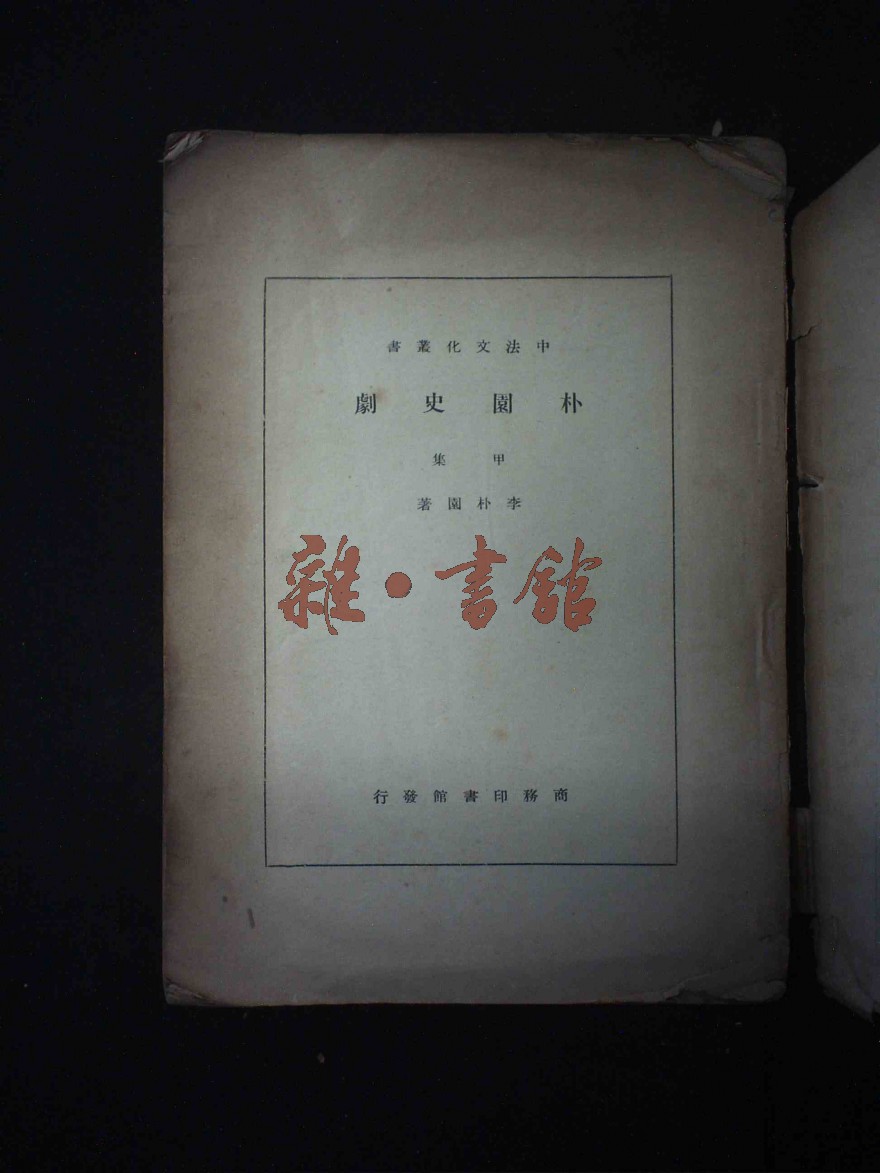 中法文化叢書
朴園史劇
甲集
李朴園著
雜·書館
商務印書館發行